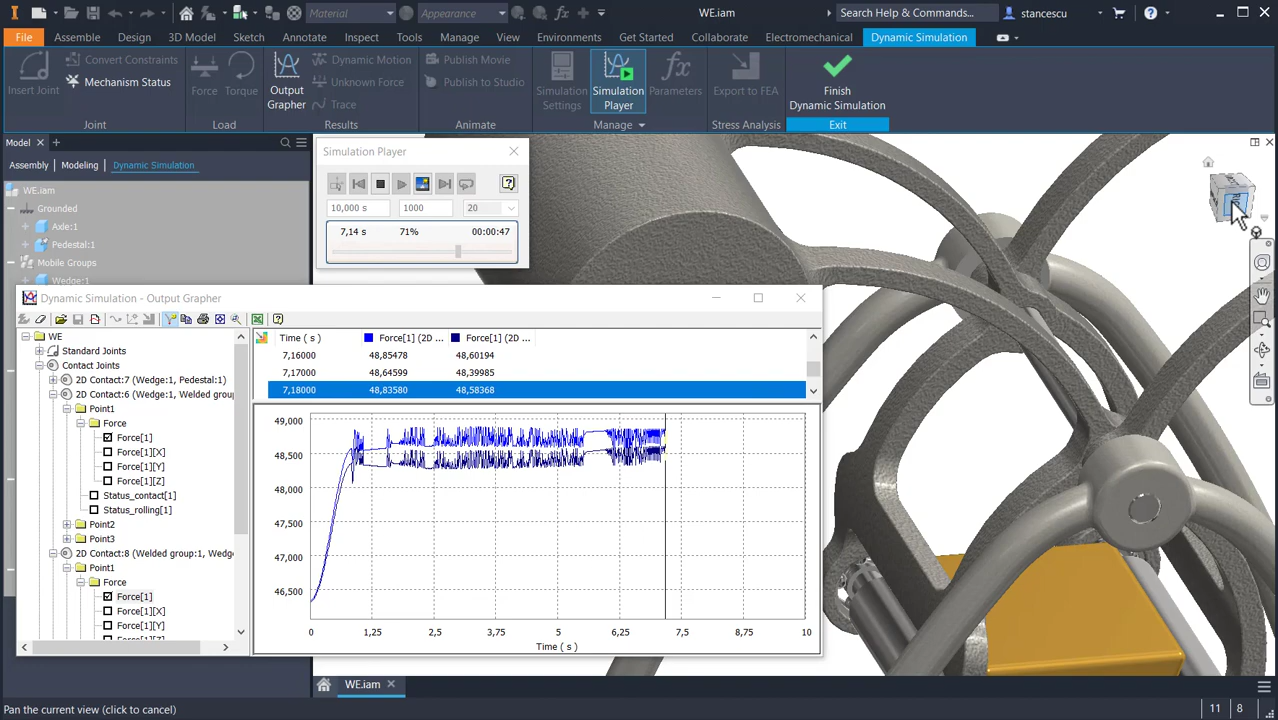 Material
Appearance
WE.iam
Search Help & Commands...
stancescu
File Assemble Design 3D Model Sketch Annotate Inspect Tools Manage View Environments Get Started Collaborate Electromechanical Dynamic Simulation
Insert Joint
Convert Constraints
Mechanism Status
Joint
Force
Torque
Load
Output Grapher
Dynamic Motion
Unknown Force
Trace
Results
Publish Movie
Publish to Studio
Animate
Simulation Settings
Simulation Player
Parameters
Manage
Export to FEA
Stress Analysis
Finish Dynamic Simulation
Exit
Model
Assembly Modeling Dynamic Simulation
WE.iam
Grounded
Axle:1
Pedestal:1
Mobile Groups
Wedge:1
Simulation Player
10,000 s 1000 20
7,14 s 71% 00:00:47
Dynamic Simulation - Output Grapher
WE
Standard Joints
Contact Joints
2D Contact:7 (Wedge:1, Pedestal:1)
2D Contact:6 (Wedge:1, Welded group
Point1
Force
Force[1]
Force[1][X]
Force[1][Y]
Force[1][Z]
Status_contact[1]
Status_rolling[1]
Point2
Point3
2D Contact:8 (Welded group:1, Wedge
Point1
Force
Force[1]
Force[1][X]
Force[1][Y]
Force[1][Z]
Time ( s ) Force[1] (2D ... Force[1] (2D ...
7,16000 48,85478 48,60194
7,17000 48,64599 48,39985
7,18000 48,83580 48,58368
49,000
48,500
48,000
47,500
47,000
46,500
0 1,25 2,5 3,75 5 6,25 7,5 8,75 10
Time ( s )
WE.iam
Pan the current view (click to cancel)
11 8